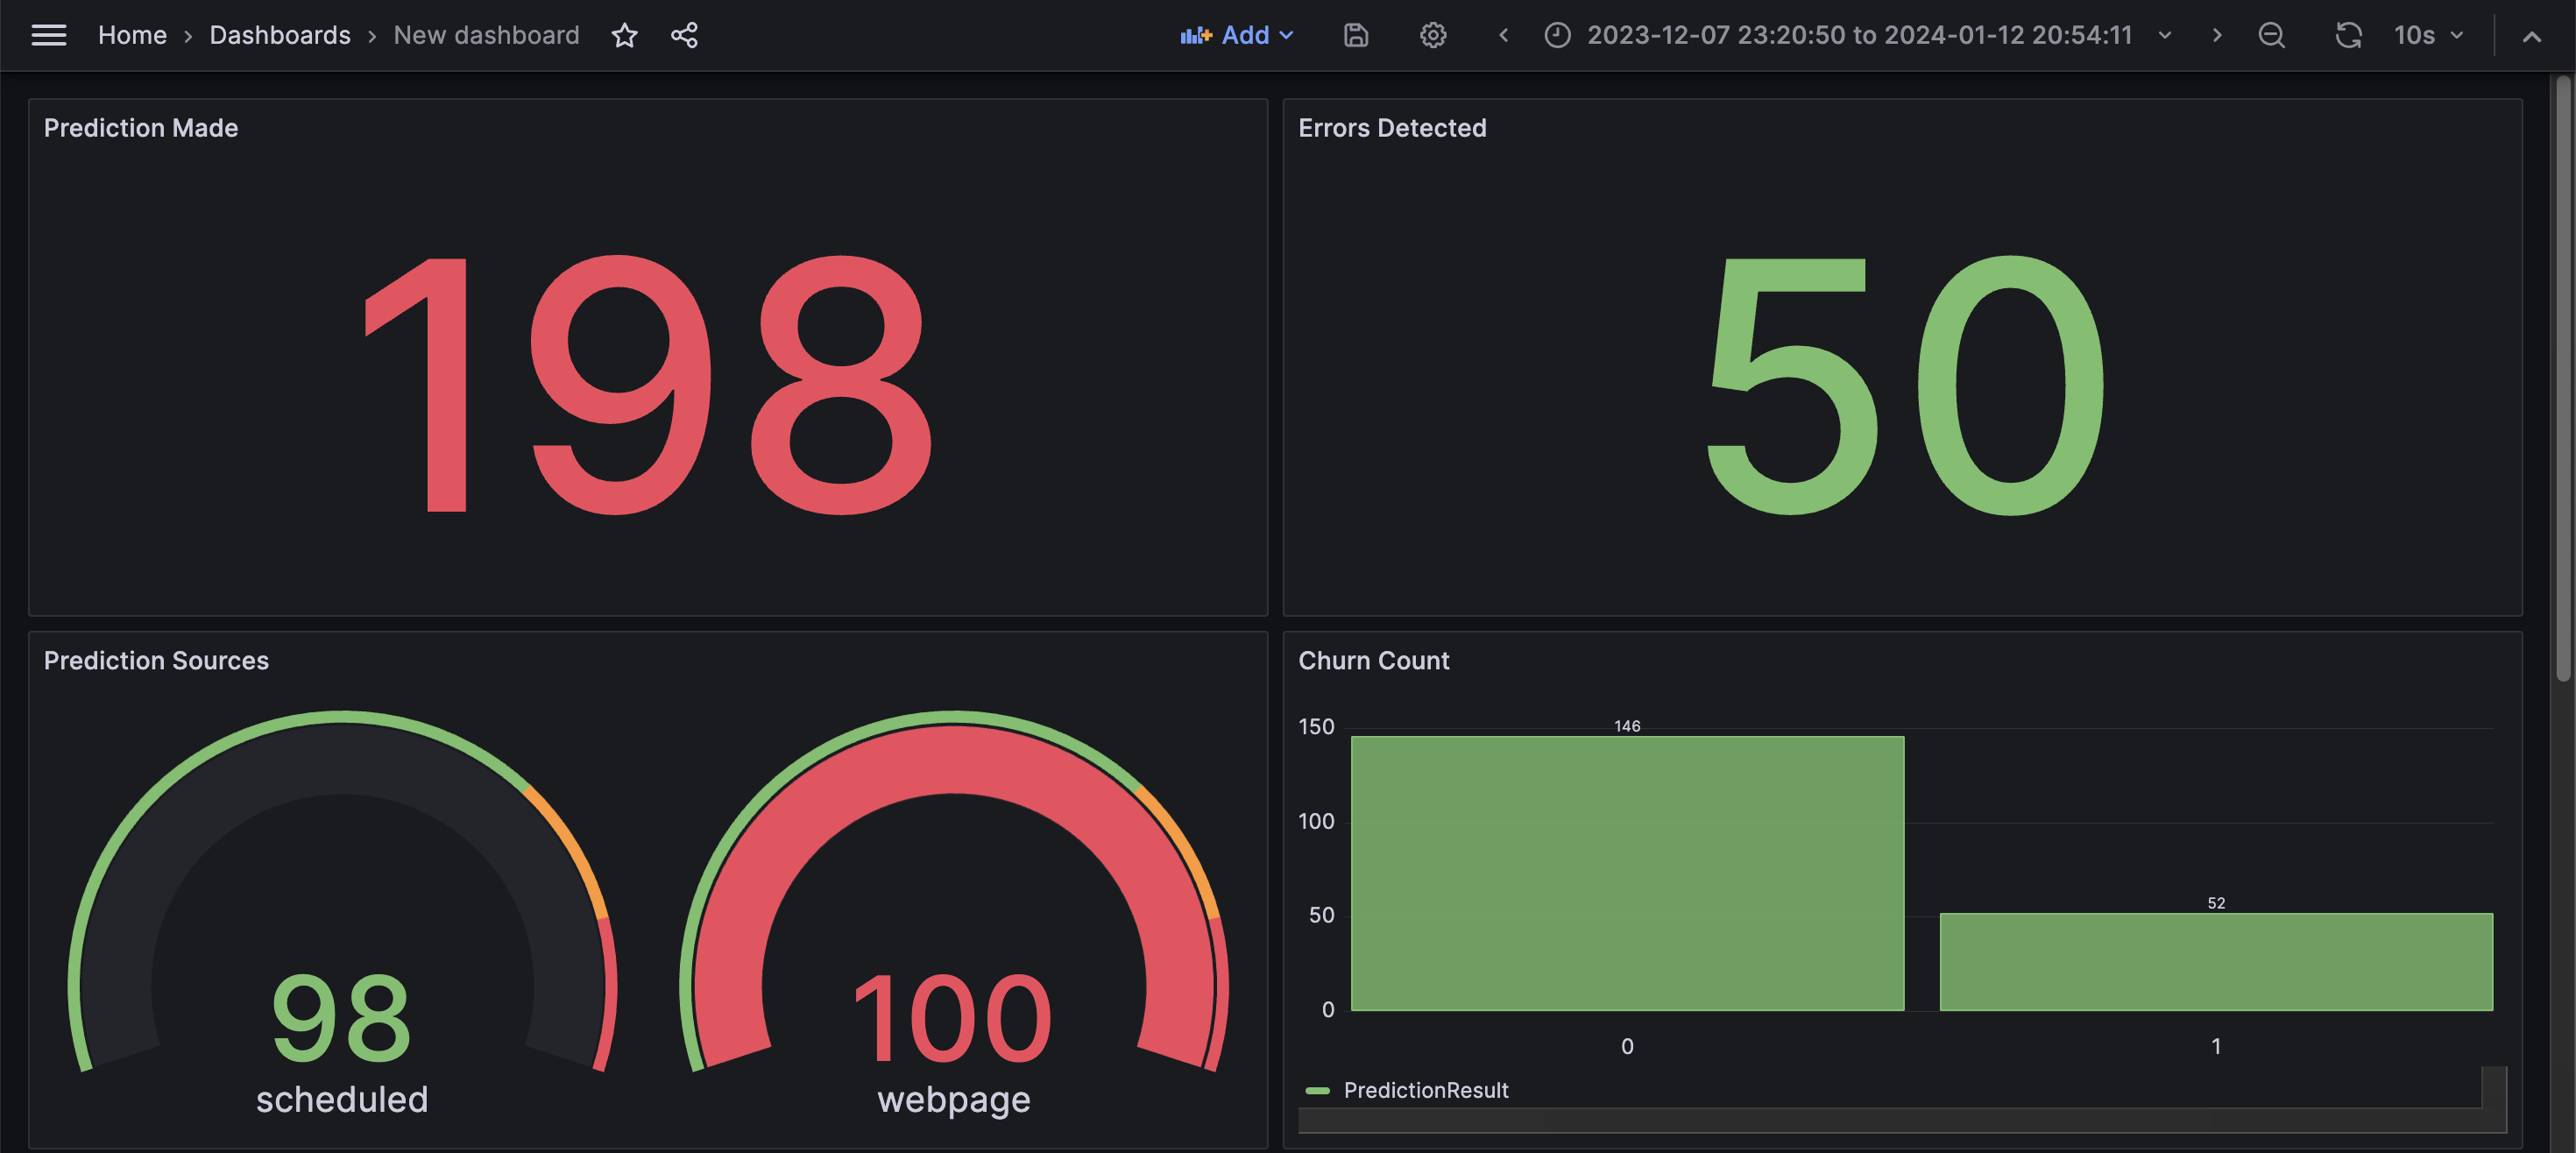 Home › Dashboards › New dashboard
Add
2023-12-07 23:20:50 to 2024-01-12 20:54:11
10s
Prediction Made
198
Errors Detected
50
Prediction Sources
98
scheduled
100
webpage
Churn Count
150
100
50
0
146
52
0
1
PredictionResult